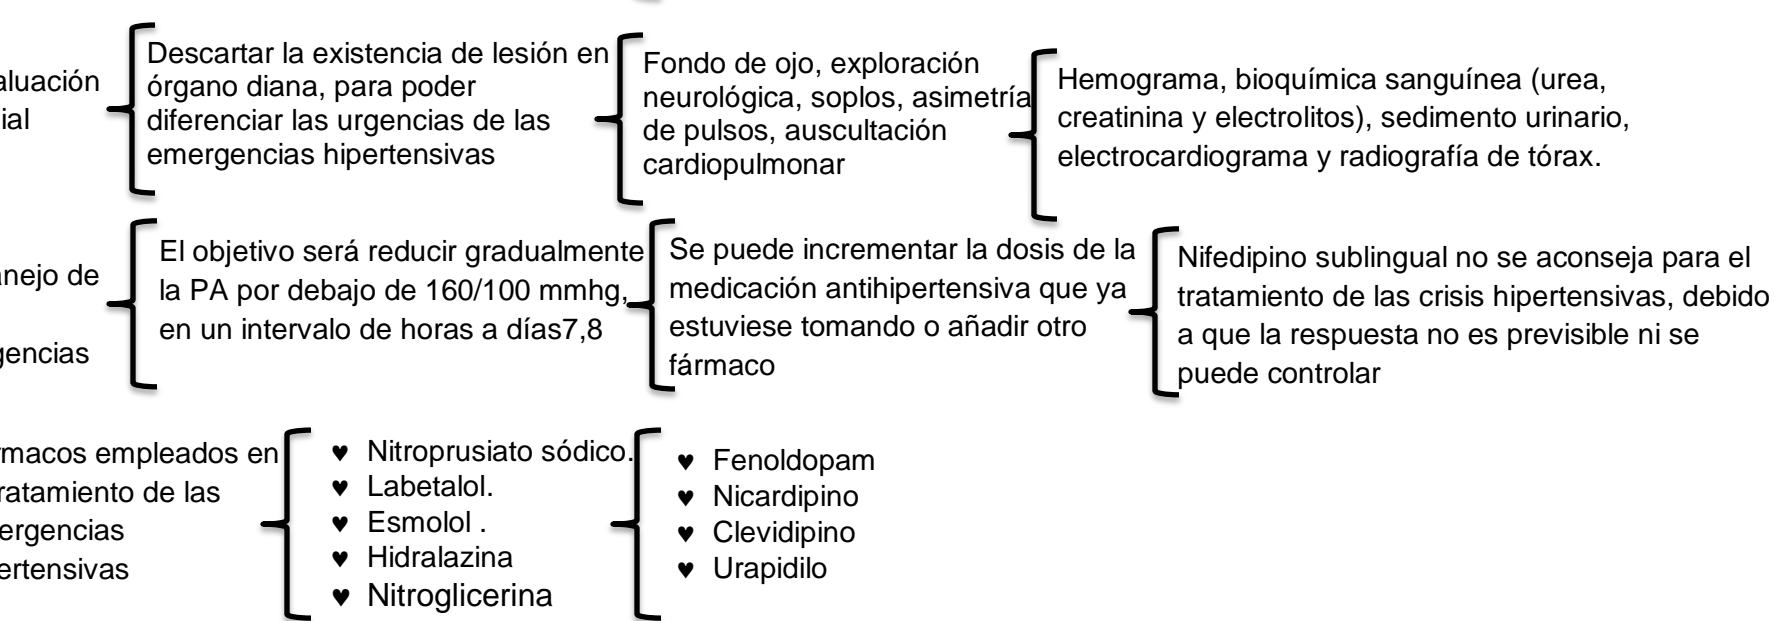 aluación
ial
Descartar la existencia de lesión en
órgano diana, para poder
diferenciar las urgencias de las
emergencias hipertensivas
Fondo de ojo, exploración
neurológica, soplos, asimetría
de pulsos, auscultación
cardiopulmonar
Hemograma, bioquímica sanguínea (urea,
creatinina y electrolitos), sedimento urinario,
electrocardiograma y radiografía de tórax.
anejo de
gencias
El objetivo será reducir gradualmente
la PA por debajo de 160/100 mmhg,
en un intervalo de horas a días7,8
Se puede incrementar la dosis de la
medicación antihipertensiva que ya
estuviese tomando o añadir otro
fármaco
Nifedipino sublingual no se aconseja para el
tratamiento de las crisis hipertensivas, debido
a que la respuesta no es previsible ni se
puede controlar
rmacos empleados en
ratamiento de las
ergencias
ertensivas
♥ Nitroprusiato sódico.
♥ Labetalol.
♥ Esmolol .
♥ Hidralazina
♥ Nitroglicerina
♥ Fenoldopam
♥ Nicardipino
♥ Clevidipino
♥ Urapidilo